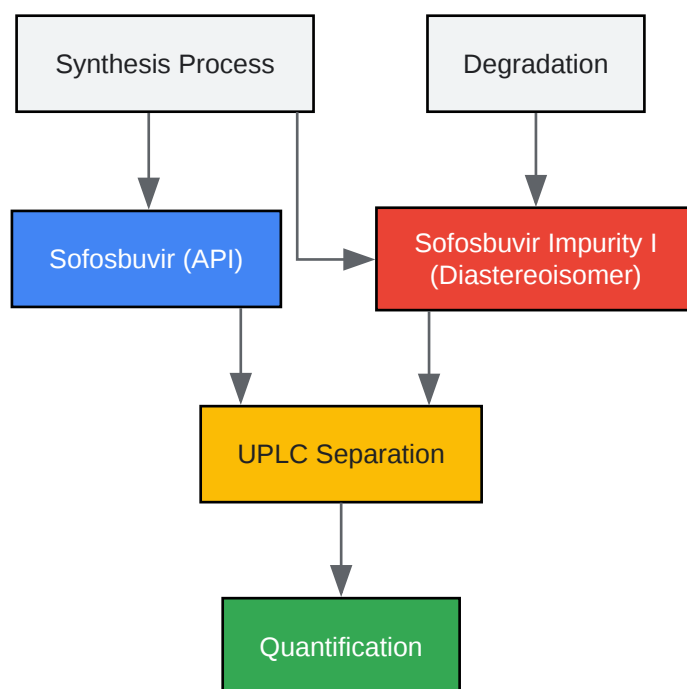 Synthesis Process
Degradation
Sofosbuvir (API)
Sofosbuvir Impurity I
(Diastereoisomer)
UPLC Separation
Quantification